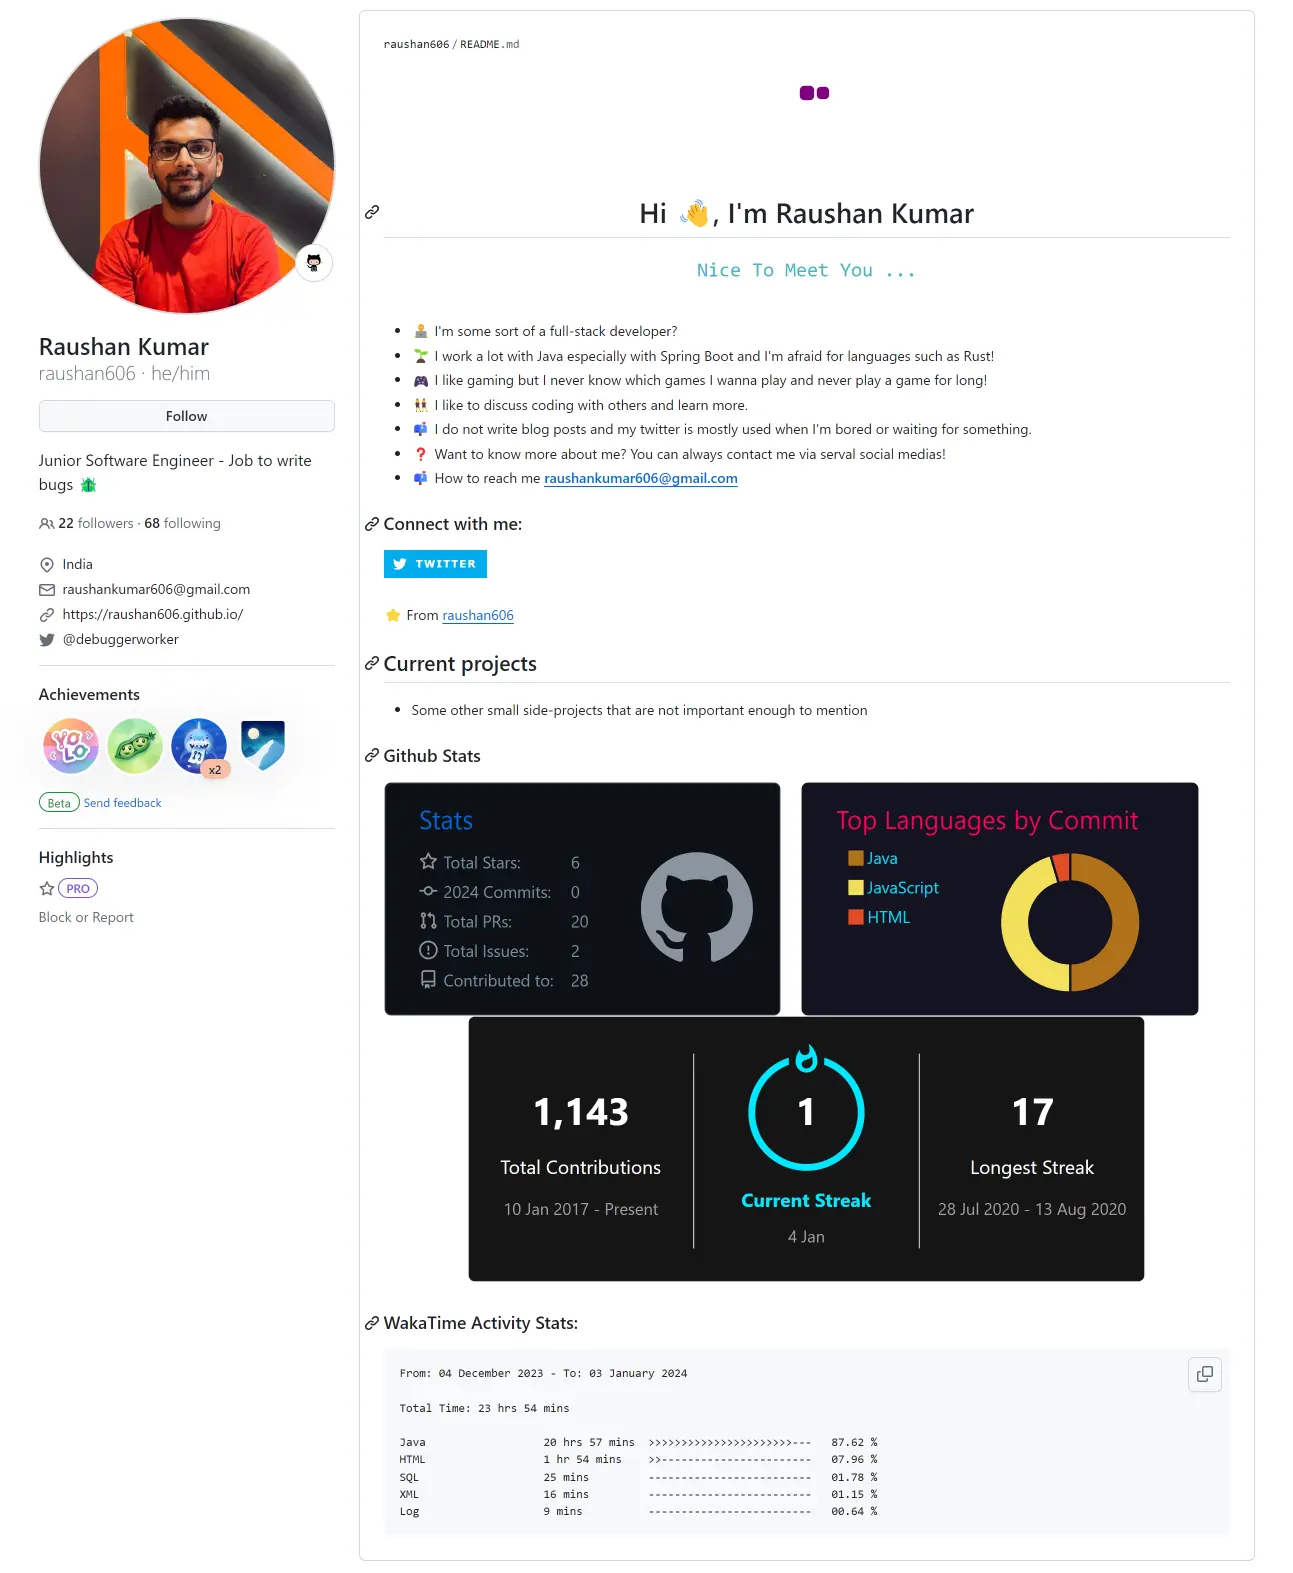 Raushan Kumar
raushan606 · he/him
Follow
Junior Software Engineer - Job to write
bugs
22 followers · 68 following
India
raushankumar606@gmail.com
https://raushan606.github.io/
@debuggerworker
Achievements
YOLO
x2
Beta Send feedback
Highlights
PRO
Block or Report
raushan606/README.md
Hi 👋, I'm Raushan Kumar
Nice To Meet You ...
I'm some sort of a full-stack developer?
I work a lot with Java especially with Spring Boot and I'm afraid for languages such as Rust!
I like gaming but I never know which games I wanna play and never play a game for long!
I like to discuss coding with others and learn more.
I do not write blog posts and my twitter is mostly used when I'm bored or waiting for something.
Want to know more about me? You can always contact me via serval social medias!
How to reach me raushankumar606@gmail.com
Connect with me:
TWITTER
From raushan606
Current projects
Some other small side-projects that are not important enough to mention
Github Stats
Stats
Total Stars: 6
2024 Commits: 0
Total PRs: 20
Total Issues: 2
Contributed to: 28
Top Languages by Commit
Java
JavaScript
HTML
1,143
Total Contributions
10 Jan 2017 - Present
1
Current Streak
4 Jan
17
Longest Streak
28 Jul 2020 - 13 Aug 2020
WakaTime Activity Stats:
From: 04 December 2023 - To: 03 January 2024
Total Time: 23 hrs 54 mins
Java 20 hrs 57 mins >>>>>>>>>>>>>>>>>>>>>>--- 87.62 %
HTML 1 hr 54 mins >>----------------------- 07.96 %
SQL 25 mins ------------------------- 01.78 %
XML 16 mins ------------------------- 01.15 %
Log 9 mins ------------------------- 00.64 %